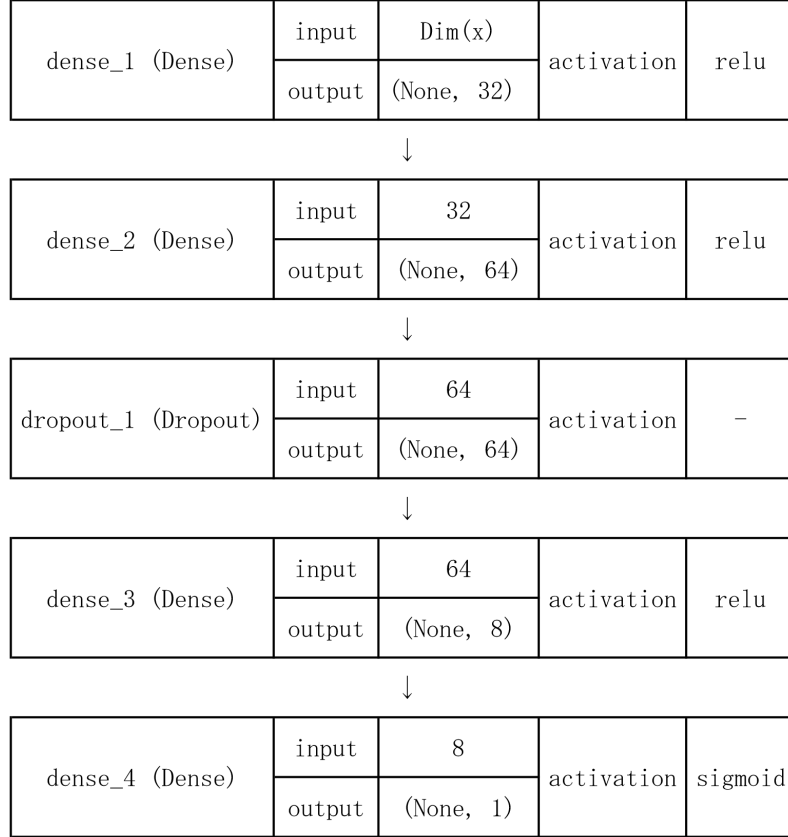 dense_1 (Dense) input Dim(x) activation relu
output (None, 32)
↓
dense_2 (Dense) input 32 activation relu
output (None, 64)
↓
dropout_1 (Dropout) input 64 activation -
output (None, 64)
↓
dense_3 (Dense) input 64 activation relu
output (None, 8)
↓
dense_4 (Dense) input 8 activation sigmoid
output (None, 1)